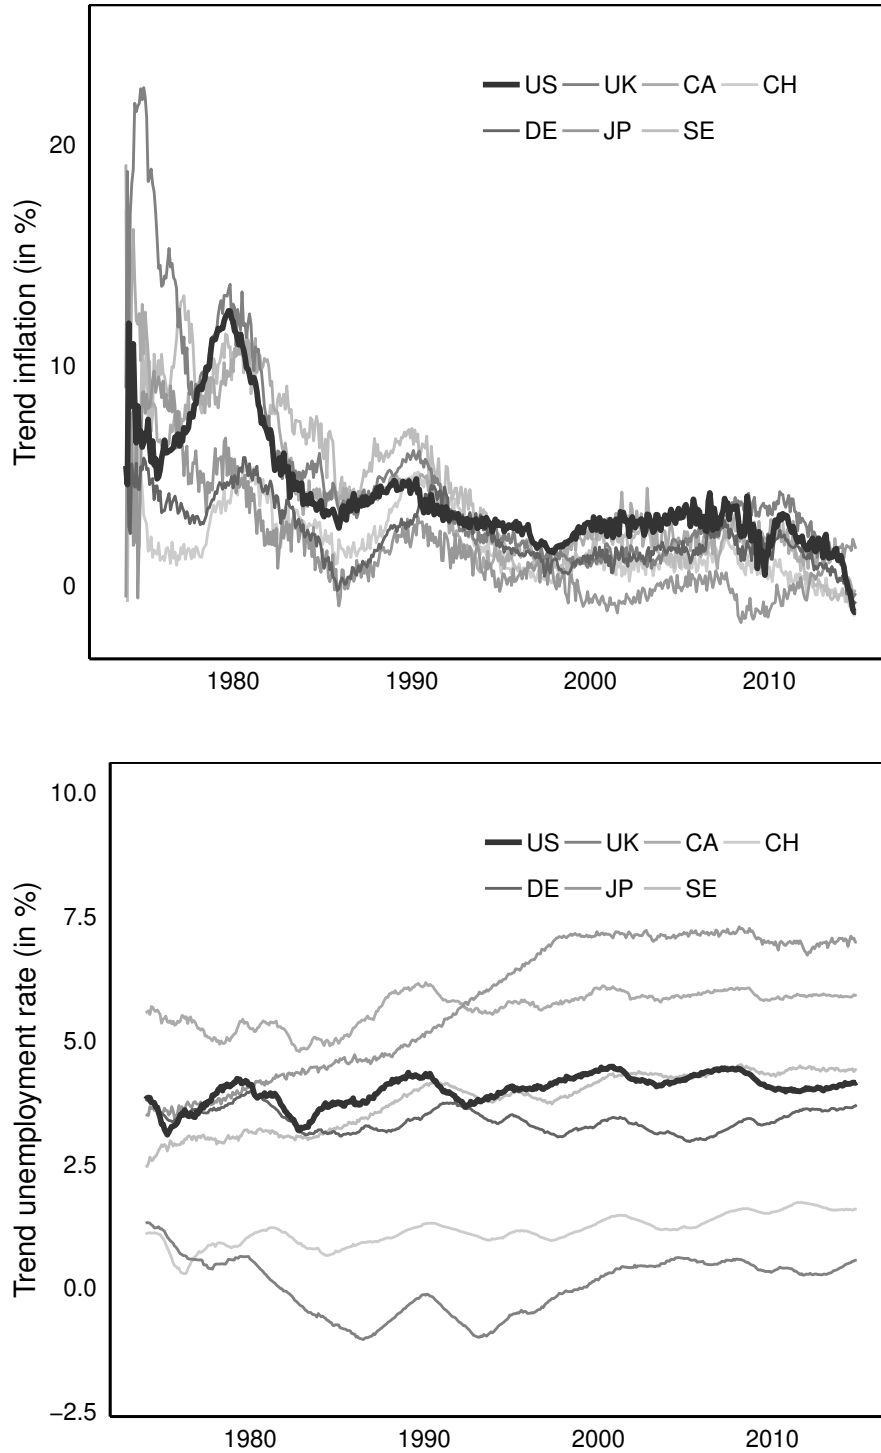 US UK CA CH
DE JP SE
Trend inflation (in %)
20
10
0
1980 1990 2000 2010
US UK CA CH
DE JP SE
Trend unemployment rate (in %)
10.0
7.5
5.0
2.5
0.0
−2.5
1980 1990 2000 2010